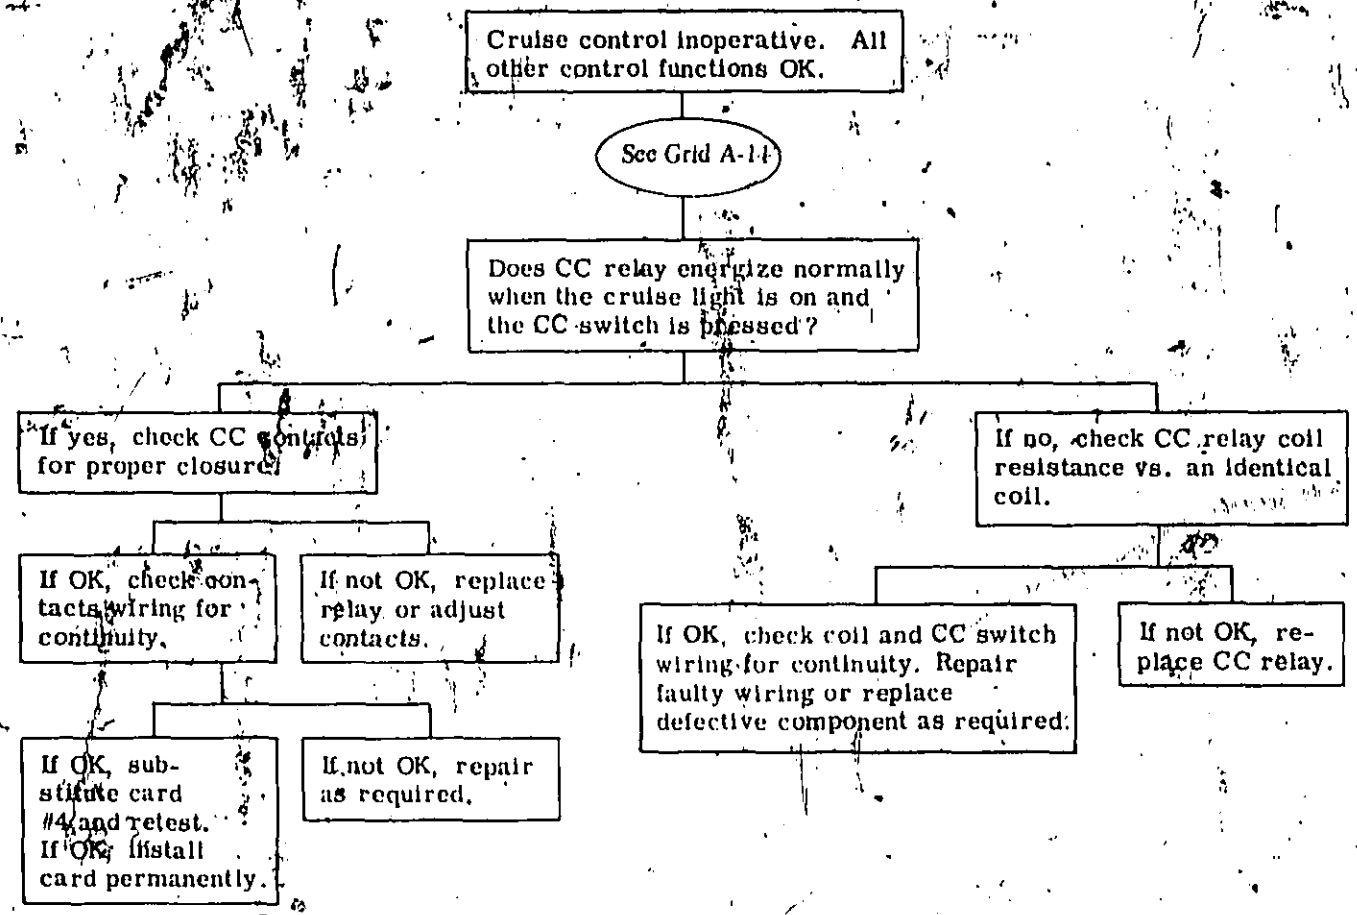 Cruise control inoperative. All
other control functions OK.
See Grid A-11
Does CC relay energize normally
when the cruise light is on and
the CC switch is pressed?
If yes, check CC contacts
for proper closure.
If no, check CC relay coil
resistance vs. an identical
coil.
If OK, check con-
tacts wiring for
continuity.
If not OK, replace
relay or adjust
contacts.
If OK, check coil and CC switch
wiring for continuity. Repair
faulty wiring or replace
defective component as required.
If not OK, re-
place CC relay.
If OK, sub-
stitute card
#4 and retest.
If OK, install
card permanently.
If not OK, repair
as required.